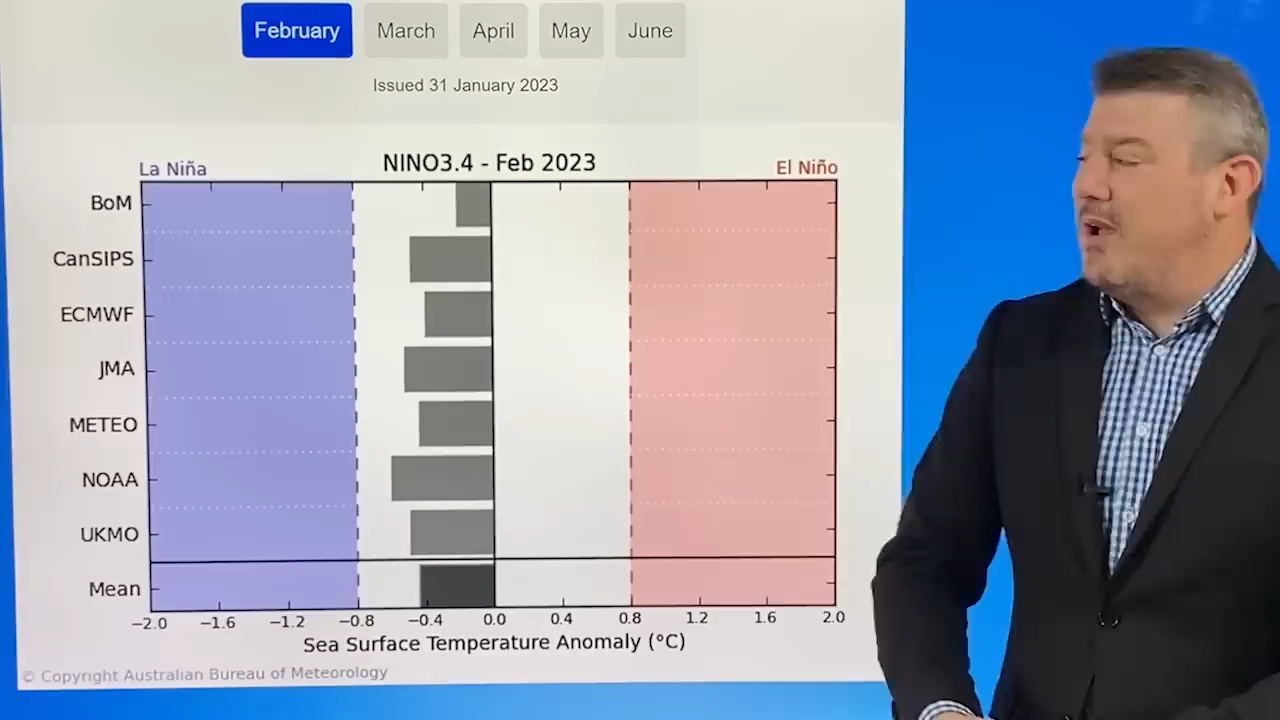 February March April May June
Issued 31 January 2023
NINO3.4 - Feb 2023
La Niña El Niño
BoM
CanSIPS
ECMWF
JMA
METEO
NOAA
UKMO
Mean
−2.0 −1.6 −1.2 −0.8 −0.4 0.0 0.4 0.8 1.2 1.6 2.0
Sea Surface Temperature Anomaly (°C)
© Copyright Australian Bureau of Meteorology